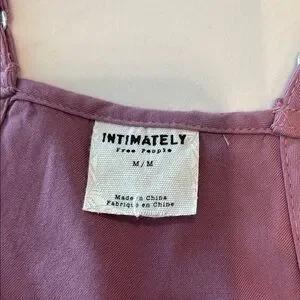 INTIMATELY
Free People
M/M
Made in China
Fabriqué en Chine